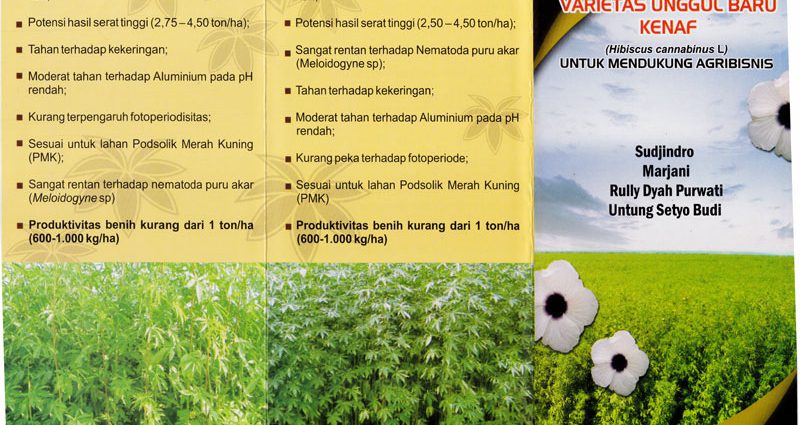 Potensi hasil serat tinggi (2,75 – 4,50 ton/ha);
Tahan terhadap kekeringan;
Moderat tahan terhadap Aluminium pada pH
rendah;
Kurang terpengaruh fotoperiodisitas;
Sesuai untuk lahan Podsolik Merah Kuning
(PMK);
Sangat rentan terhadap nematoda puru akar
(Meloidogyne sp)
Produktivitas benih kurang dari 1 ton/ha
(600-1.000 kg/ha)
Potensi hasil serat tinggi (2,50 – 4,50 ton/ha);
Sangat rentan terhadap Nematoda puru akar
(Meloidogyne sp);
Tahan terhadap kekeringan;
Moderat tahan terhadap Aluminium pada pH
rendah;
Kurang peka terhadap fotoperiode;
Sesuai untuk lahan Podsolik Merah Kuning
(PMK)
Produktivitas benih kurang dari 1 ton/ha
(600-1.000 kg/ha)
VARIETAS UNGGUL BARU
KENAF
(Hibiscus cannabinus L)
UNTUK MENDUKUNG AGRIBISNIS
Sudjindro
Marjani
Rully Dyah Purwati
Untung Setyo Budi